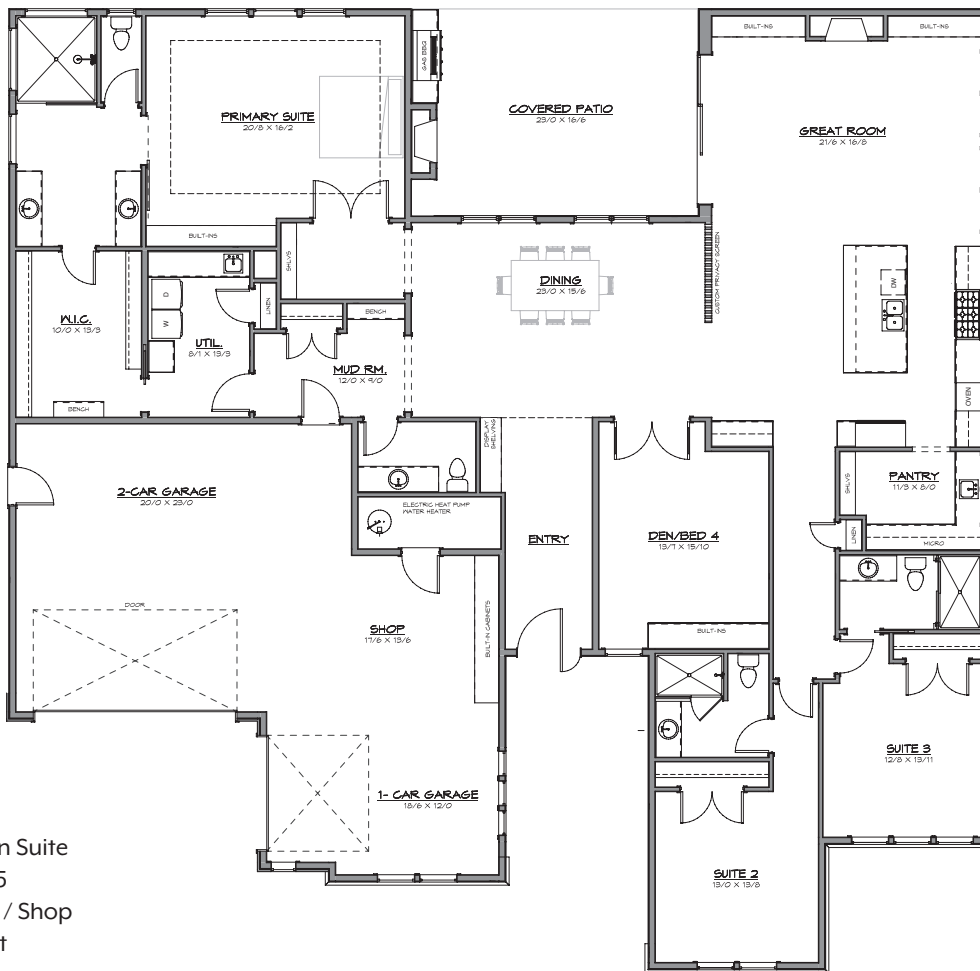 BUILT-INS
BUILT-INS
GAS BBQ
PRIMARY SUITE
20/8 X 16/2
COVERED PATIO
23/0 X 16/6
GREAT ROOM
21/6 X 16/8
BUILT-INS
SHLVS
CUSTOM PRIVACY SCREEN
DINING
23/0 X 15/6
DW
D
W
LINEN
BENCH
W.I.C.
10/0 X 13/3
UTIL.
8/1 X 13/3
MUD RM.
12/0 X 9/0
OVEN
BENCH
DISPLAY
SHELVING
2-CAR GARAGE
20/0 X 23/0
ELECTRIC HEAT PUMP
WATER HEATER
ENTRY
DEN/BED 4
13/7 X 15/10
SHLVS
PANTRY
11/3 X 8/0
LINEN
MICRO
DOOR
SHOP
17/6 X 13/6
BUILT-IN CABINETS
BUILT-INS
SUITE 3
12/8 X 13/11
1- CAR GARAGE
18/6 X 12/0
SUITE 2
13/0 X 13/8
n Suite
5
/ Shop
t